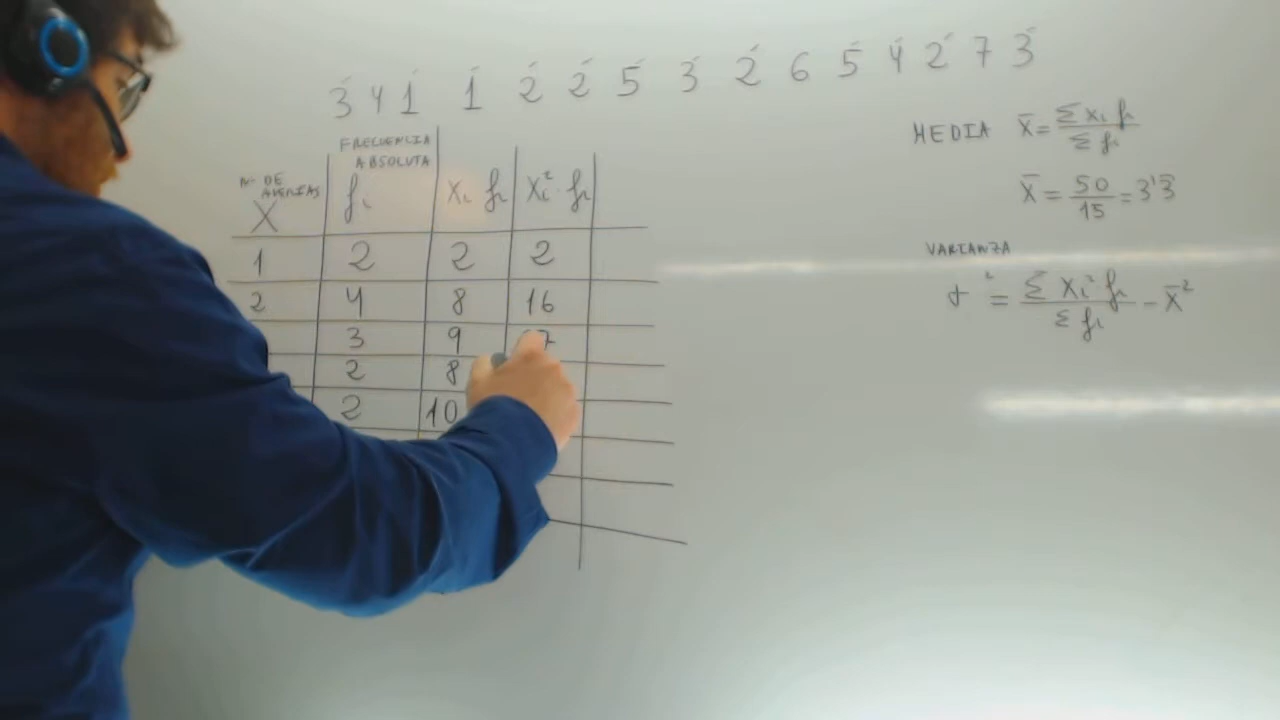 3 4 1 1 2 2 5 3 2 6 5 4 2 7 3
Nº DE AVERIAS X
FRECUENCIA ABSOLUTA fi
Xi fi
Xi² · fi
1 2 2 2
2 4 8 16
3 9
2 8
2 10
MEDIA X̄ = Σ Xi fi / Σ fi
X̄ = 50 / 15 = 3'3
VARIANZA
σ² = Σ Xi² fi / Σ fi - X̄²